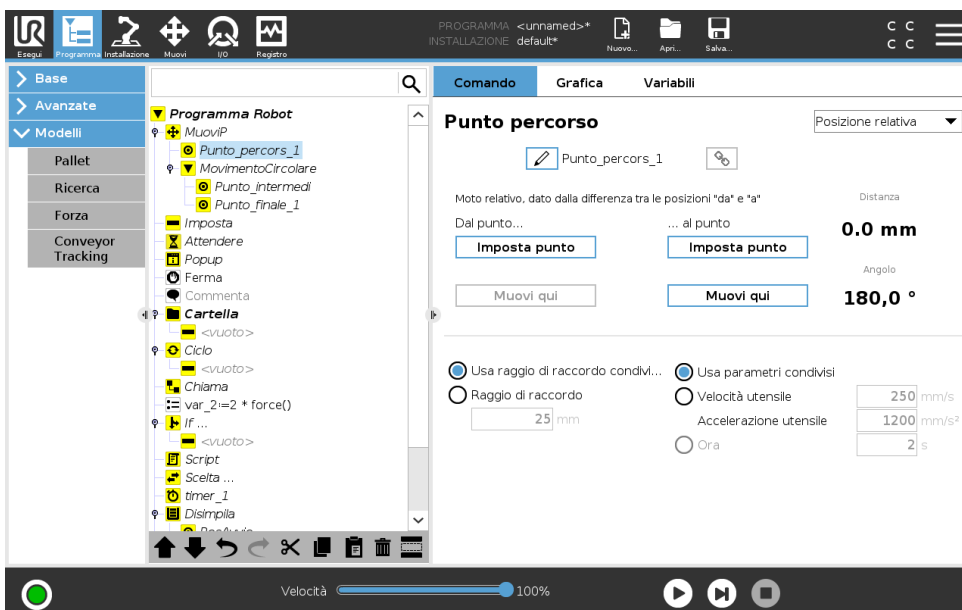 UR
Esegui
Programma
Installazione
Muovi
I/O
Registro
PROGRAMMA <unnamed>*
INSTALLAZIONE default*
Nuovo...
Apri...
Salva...
C C
C C
Base
Avanzate
Modelli
Pallet
Ricerca
Forza
Conveyor
Tracking
Programma Robot
MuoviP
Punto_percors_1
MovimentoCircolare
Punto_intermedi
Punto_finale_1
Imposta
Attendere
Popup
Ferma
Commenta
Cartella
<vuoto>
Ciclo
<vuoto>
Chiama
var_2≔2 * force()
If ...
<vuoto>
Script
Scelta ...
timer_1
Disimpila
Comando Grafica Variabili
Punto percorso
Posizione relativa
Punto_percors_1
Moto relativo, dato dalla differenza tra le posizioni "da" e "a"
Distanza
Dal punto... ... al punto
0.0 mm
Imposta punto Imposta punto
Angolo
Muovi qui Muovi qui
180,0 °
Usa raggio di raccordo condivi...
Usa parametri condivisi
Raggio di raccordo
Velocità utensile 250 mm/s
25 mm
Accelerazione utensile 1200 mm/s²
Ora 2 s
Velocità 100%